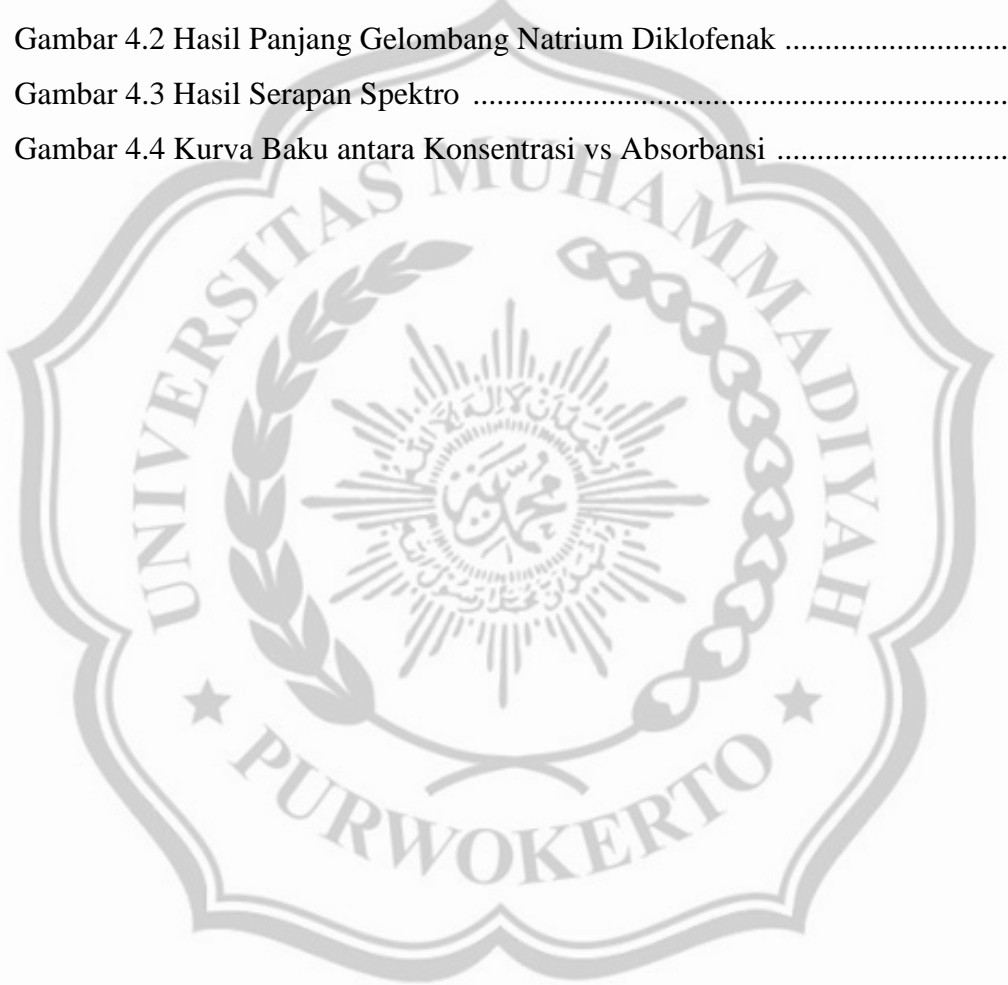 Gambar 4.2 Hasil Panjang Gelombang Natrium Diklofenak ............................
Gambar 4.3 Hasil Serapan Spektro ....................................................................
Gambar 4.4 Kurva Baku antara Konsentrasi vs Absorbansi .............................
UNIVERSITAS MUHAMMADIYAH
PURWOKERTO